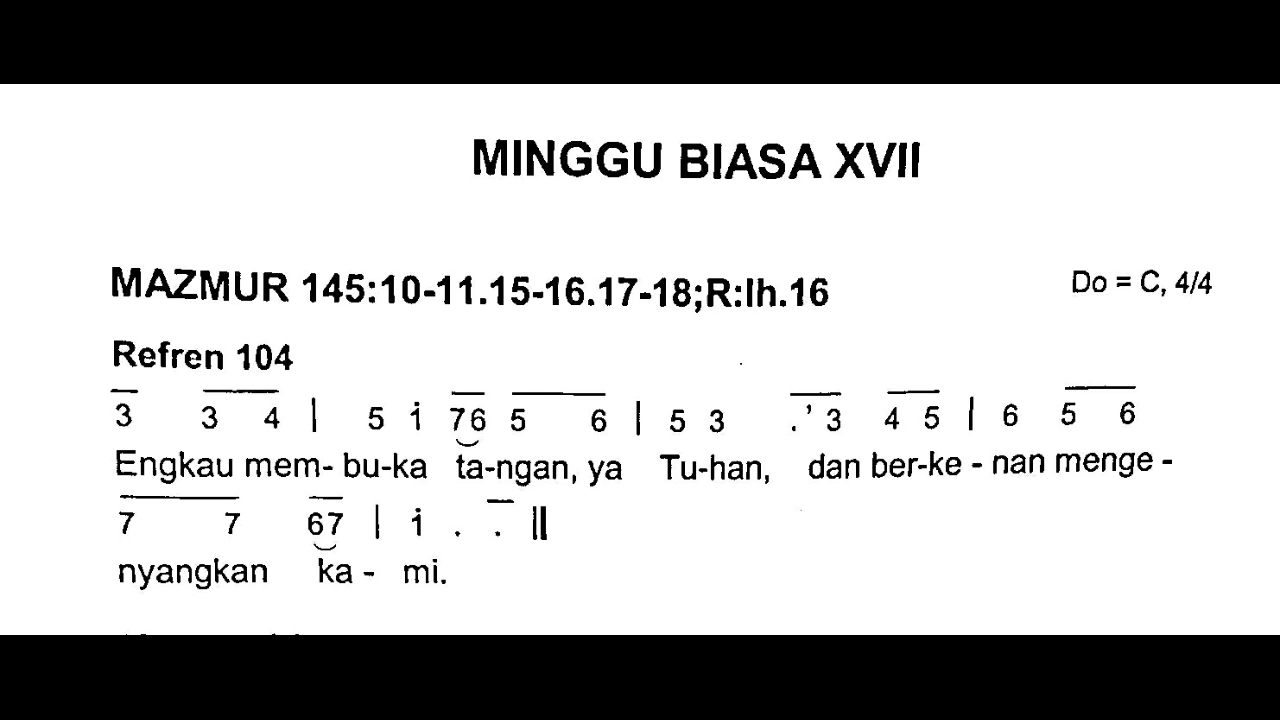 MINGGU BIASA XVII
MAZMUR 145:10-11.15-16.17-18;R:lh.16 Do = C, 4/4
Refren 104
3 3 4 | 5 i 76 5 6 | 5 3 .’3 4 5 | 6 5 6
Engkau mem- bu-ka ta-ngan, ya Tu-han, dan ber-ke - nan menge -
7 7 67 | i . . ||
nyangkan ka - mi.